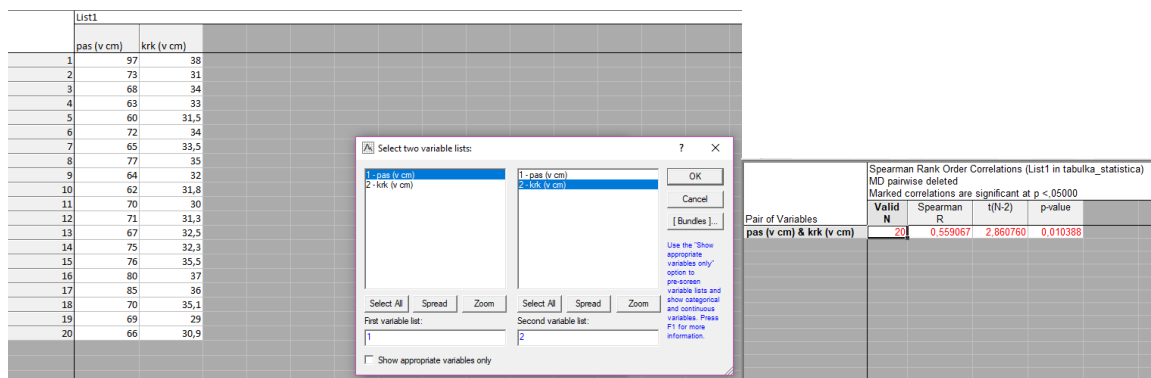 List1
pas (v cm) krk (v cm)
1 97 38
2 73 31
3 68 34
4 63 33
5 60 31,5
6 72 34
7 65 33,5
8 77 35
9 64 32
10 62 31,8
11 70 30
12 71 31,3
13 67 32,5
14 75 32,3
15 76 35,5
16 80 37
17 85 36
18 70 35,1
19 69 29
20 66 30,9
Select two variable lists: ? ×
1 - pas (v cm)
2 - krk (v cm)
1 - pas (v cm)
2 - krk (v cm)
OK
Cancel
[ Bundles ]...
Use the "Show
appropriate
variables only"
option to
pre-screen
variable lists and
show categorical
and continuous
variables. Press
F1 for more
information.
Select All Spread Zoom
Select All Spread Zoom
First variable list:
1
Second variable list:
2
Show appropriate variables only
Spearman Rank Order Correlations (List1 in tabulka_statistica)
MD pairwise deleted
Marked correlations are significant at p <,05000
Pair of Variables Valid N Spearman R t(N-2) p-value
pas (v cm) & krk (v cm) 20 0,559067 2,860760 0,010388